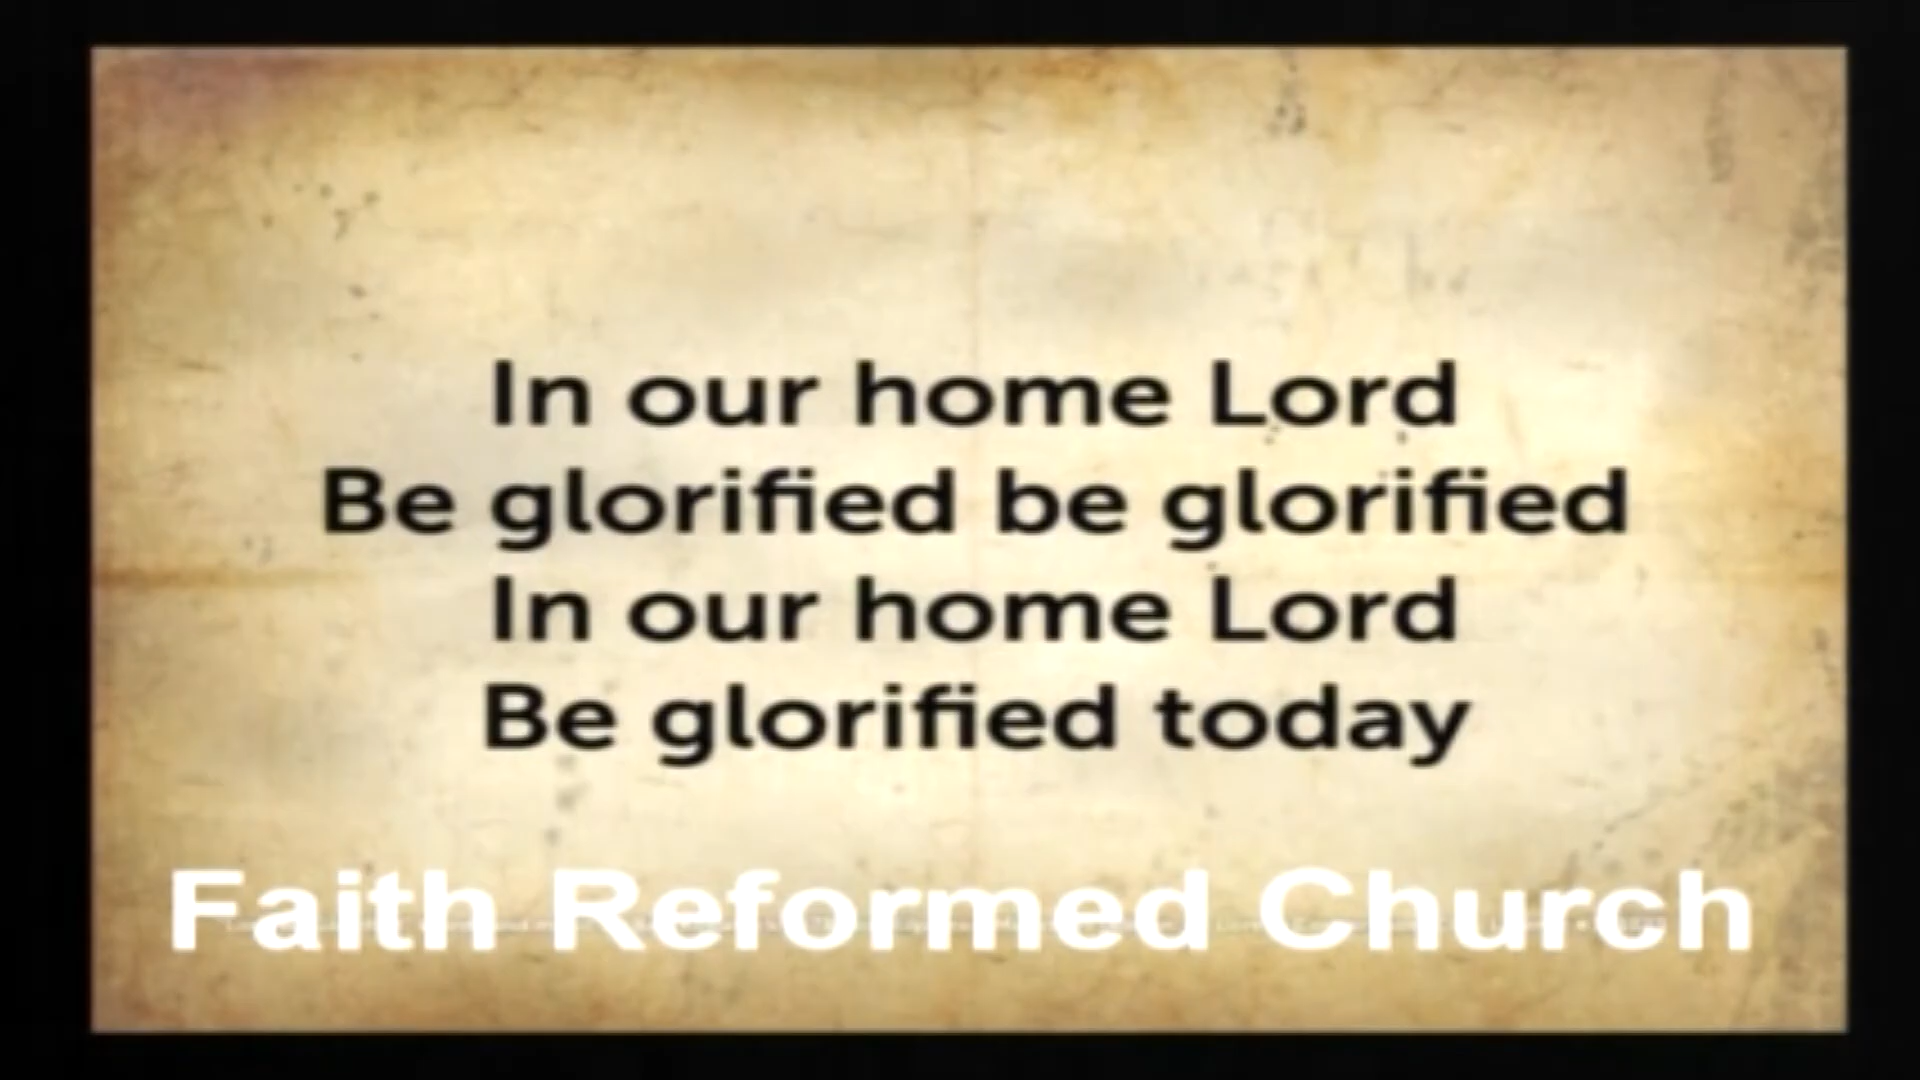 In our home Lord
Be glorified be glorified
In our home Lord
Be glorified today
Faith Reformed Church